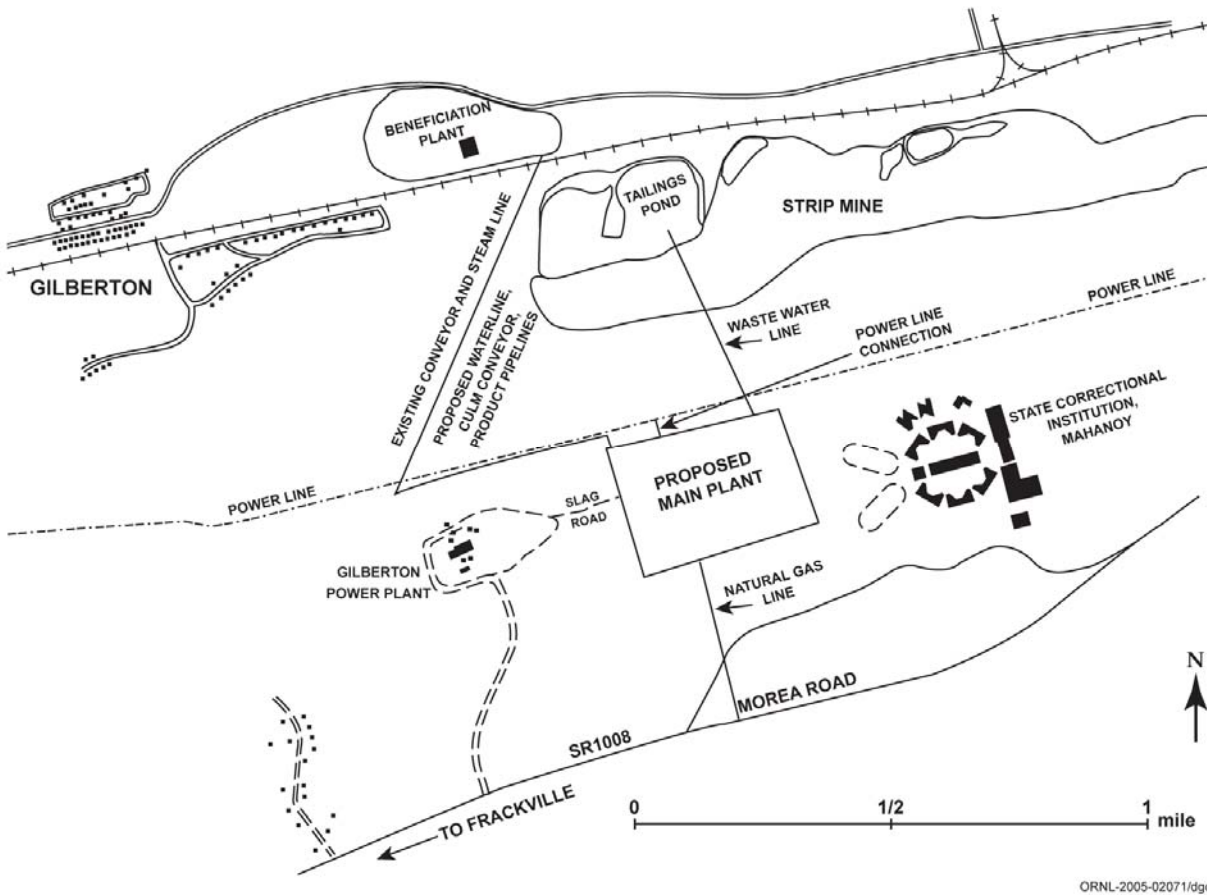 BENEFICIATION
PLANT
TAILINGS
POND
STRIP MINE
GILBERTON
EXISTING CONVEYOR AND STEAM LINE
PROPOSED WATERLINE,
CULM CONVEYOR,
PRODUCT PIPELINES
WASTE WATER
LINE
POWER LINE
CONNECTION
POWER LINE
STATE CORRECTIONAL
INSTITUTION,
MAHANOY
PROPOSED
MAIN PLANT
POWER LINE
SLAG
ROAD
GILBERTON
POWER PLANT
NATURAL GAS
LINE
MOREA ROAD
SR1008
TO FRACKVILLE
N
0 1/2 1
mile
ORNL-2005-02071/dgc